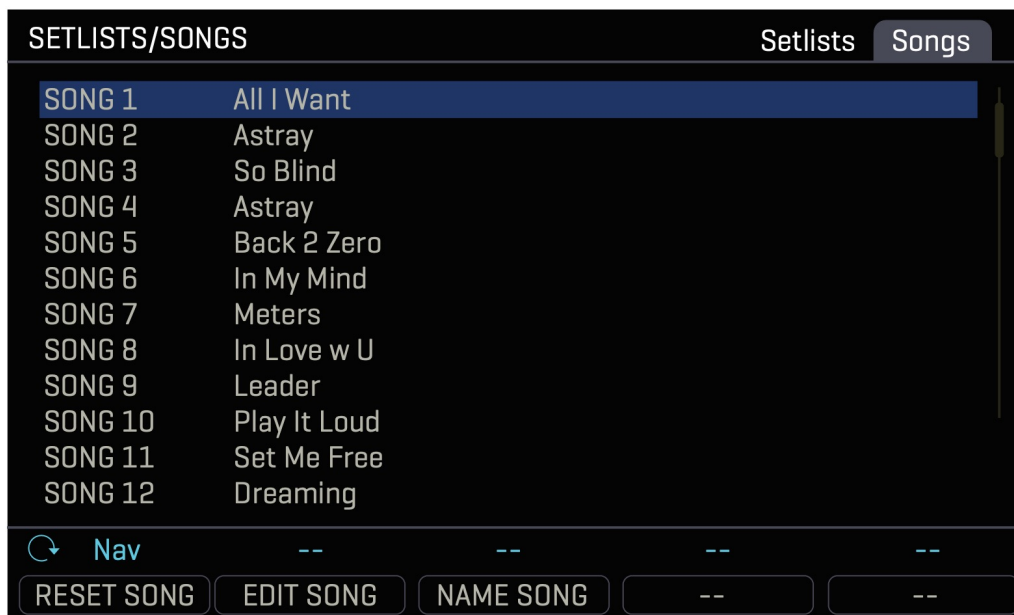 SETLISTS/SONGS Setlists Songs
SONG 1 All I Want
SONG 2 Astray
SONG 3 So Blind
SONG 4 Astray
SONG 5 Back 2 Zero
SONG 6 In My Mind
SONG 7 Meters
SONG 8 In Love w U
SONG 9 Leader
SONG 10 Play It Loud
SONG 11 Set Me Free
SONG 12 Dreaming
Nav -- -- -- --
RESET SONG EDIT SONG NAME SONG -- --